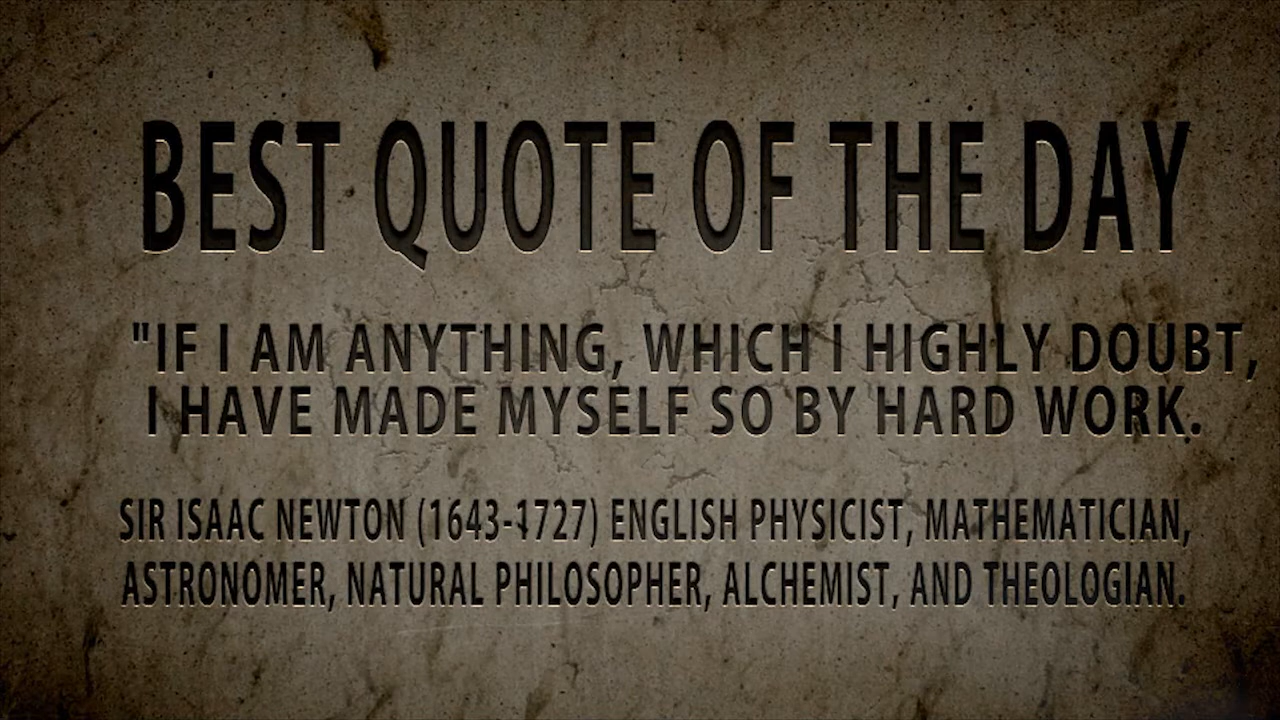 BEST QUOTE OF THE DAY
"IF I AM ANYTHING, WHICH I HIGHLY DOUBT,
I HAVE MADE MYSELF SO BY HARD WORK.
SIR ISAAC NEWTON (1643-1727) ENGLISH PHYSICIST, MATHEMATICIAN,
ASTRONOMER, NATURAL PHILOSOPHER, ALCHEMIST, AND THEOLOGIAN.